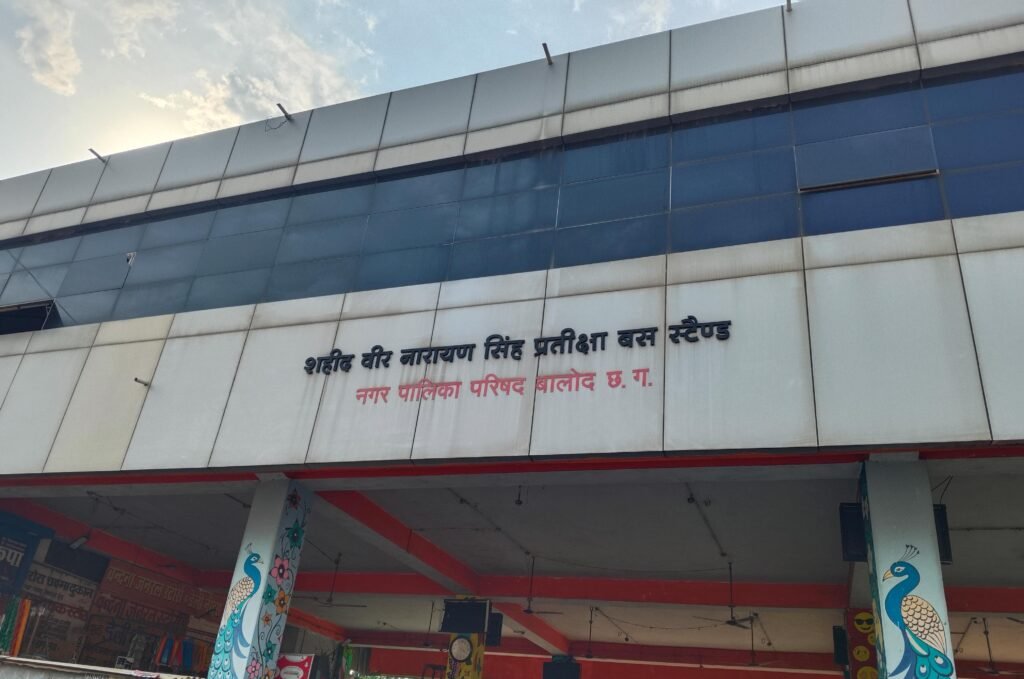 शहीद वीर नारायण सिंह प्रतीक्षा बस स्टैण्ड
नगर पालिका परिषद बालोद छ. ग.